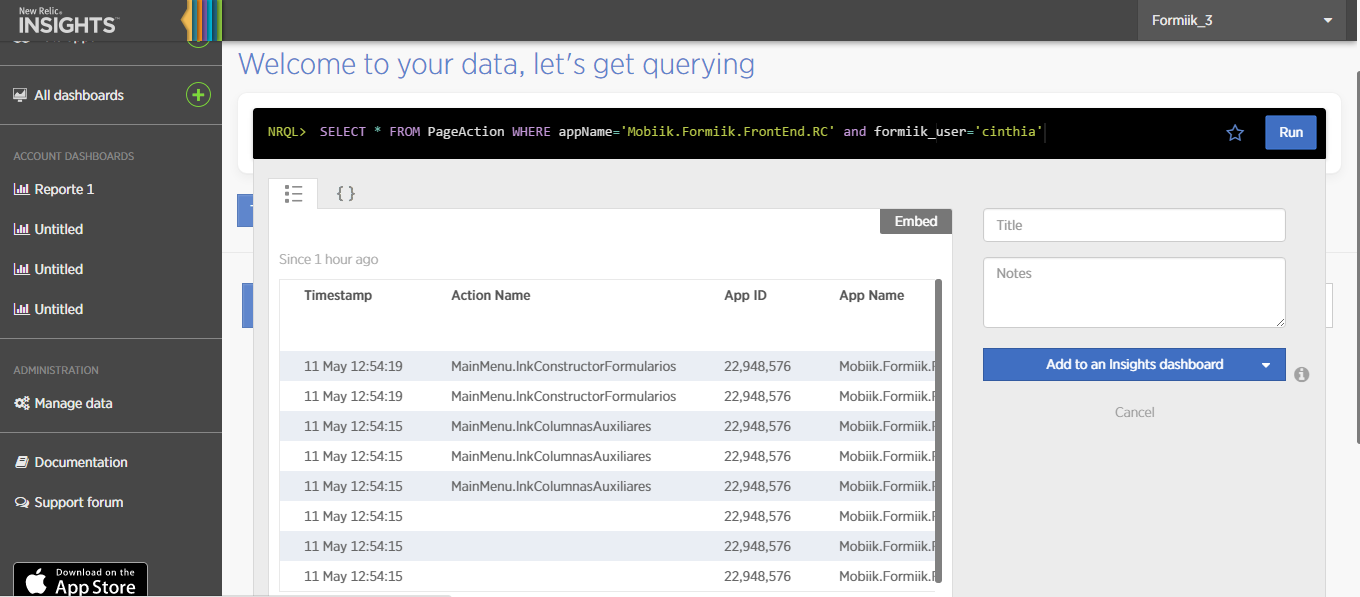 New Relic.
INSIGHTS™
Formiik_3
All dashboards
ACCOUNT DASHBOARDS
Reporte 1
Untitled
Untitled
Untitled
ADMINISTRATION
Manage data
Documentation
Support forum
Download on the
App Store
Welcome to your data, let's get querying
NRQL> SELECT * FROM PageAction WHERE appName='Mobiik.Formiik.FrontEnd.RC' and formiik_user='cinthia'
Run
{ }
Embed
Since 1 hour ago
Timestamp Action Name App ID App Name
11 May 12:54:19 MainMenu.lnkConstructorFormularios 22,948,576 Mobiik.Formiik.F
11 May 12:54:19 MainMenu.lnkConstructorFormularios 22,948,576 Mobiik.Formiik.F
11 May 12:54:15 MainMenu.lnkColumnasAuxiliares 22,948,576 Mobiik.Formiik.F
11 May 12:54:15 MainMenu.lnkColumnasAuxiliares 22,948,576 Mobiik.Formiik.F
11 May 12:54:15 MainMenu.lnkColumnasAuxiliares 22,948,576 Mobiik.Formiik.F
11 May 12:54:15 22,948,576 Mobiik.Formiik.F
11 May 12:54:15 22,948,576 Mobiik.Formiik.F
11 May 12:54:15 22,948,576 Mobiik.Formiik.F
Title
Notes
Add to an Insights dashboard
Cancel